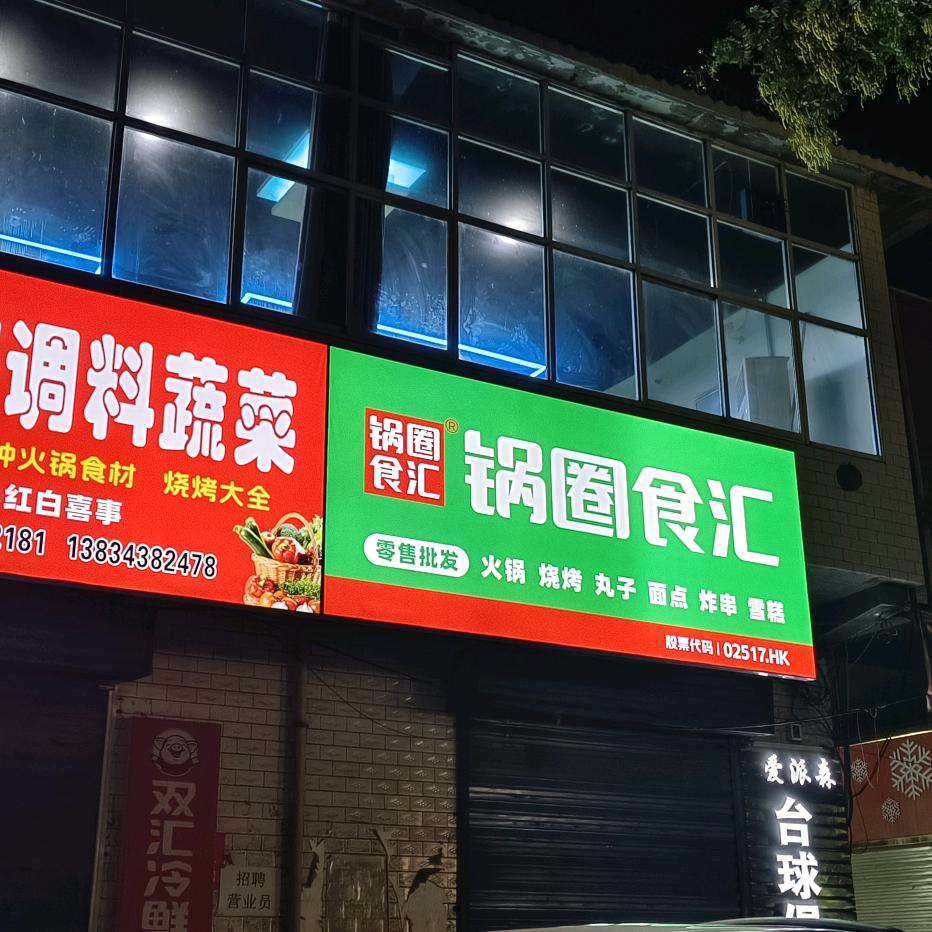 调料蔬菜
火锅食材 烧烤大全
红白喜事
2181 13834382478
锅圈
食汇
®
锅圈食汇
零售批发 火锅 烧烤 丸子 面点 炸串 雪糕
股票代码 | 02517.HK
双汇冷鲜
招聘
营业员
爱派森
台球